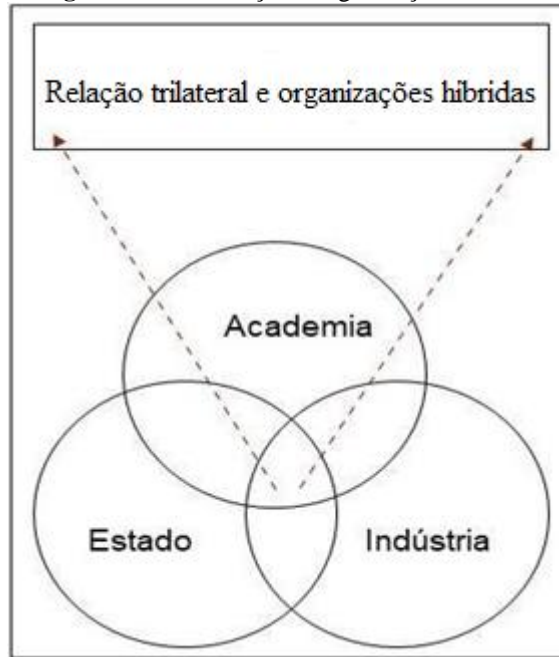 Relação trilateral e organizações híbridas
Academia
Estado
Indústria